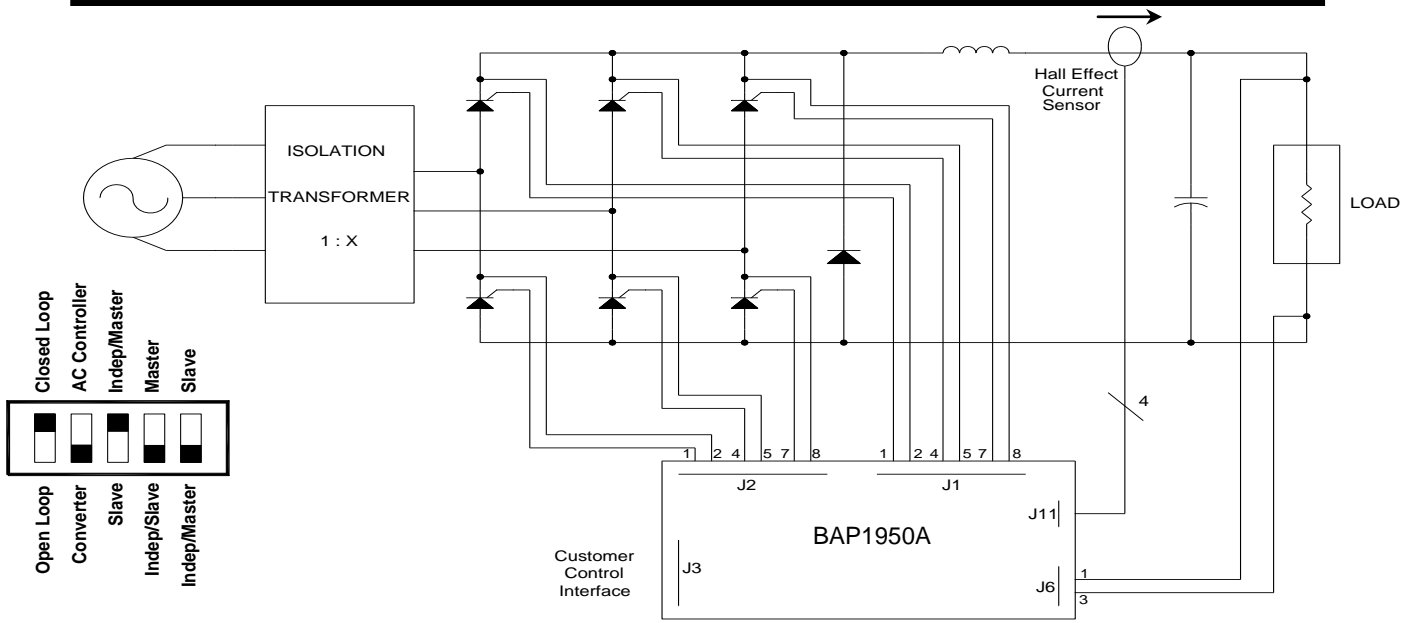 Hall Effect
Current
Sensor
ISOLATION
TRANSFORMER
1 : X
LOAD
Closed Loop
AC Controller
Indep/Master
Master
Slave
Open Loop
Converter
Slave
Indep/Slave
Indep/Master
4
1 2 4 5 7 8
J2
1 2 4 5 7 8
J1
J11
BAP1950A
Customer
Control
Interface
J3
J6
1
3